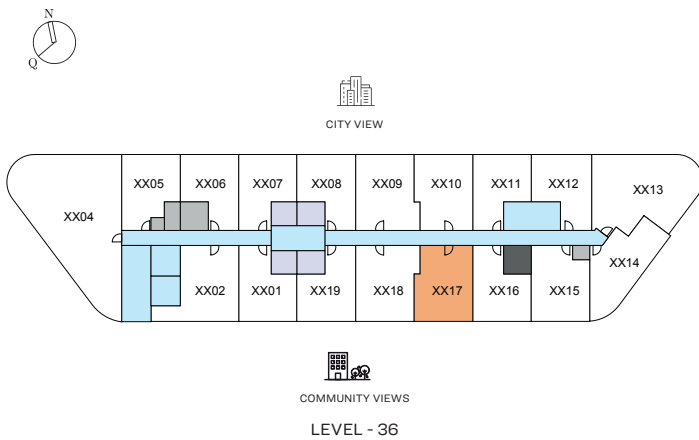 N
Q
CITY VIEW
XX05 XX06 XX07 XX08 XX09 XX10 XX11 XX12 XX13
XX04
XX14
XX02 XX01 XX19 XX18 XX17 XX16 XX15
COMMUNITY VIEWS
LEVEL - 36